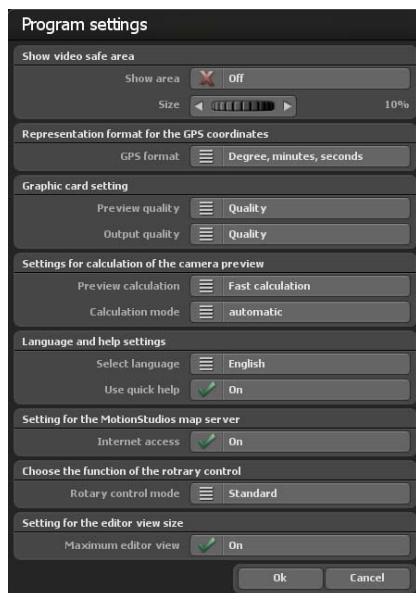 Program settings
Show video safe area
Show area Off
Size 10%
Representation format for the GPS coordinates
GPS format Degree, minutes, seconds
Graphic card setting
Preview quality Quality
Output quality Quality
Settings for calculation of the camera preview
Preview calculation Fast calculation
Calculation mode automatic
Language and help settings
Select language English
Use quick help On
Setting for the MotionStudios map server
Internet access On
Choose the function of the rotrary control
Rotary control mode Standard
Setting for the editor view size
Maximum editor view On
Ok Cancel